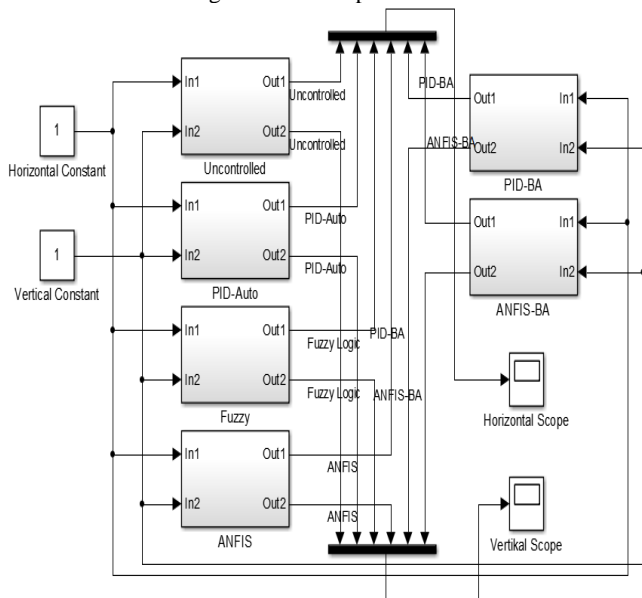 In1
Out1
Uncontrolled
In2
Out2
Uncontrolled
Uncontrolled
1
Horizontal Constant
In1
Out1
PID-Auto
In2
Out2
PID-Auto
PID-Auto
1
Vertical Constant
In1
Out1
Fuzzy Logic
In2
Out2
Fuzzy Logic
Fuzzy
In1
Out1
ANFIS
In2
Out2
ANFIS
ANFIS
PID-BA
ANFIS-BA
PID-BA
ANFIS-BA
Out1
In1
Out2
In2
PID-BA
Out1
In1
Out2
In2
ANFIS-BA
Horizontal Scope
Vertikal Scope